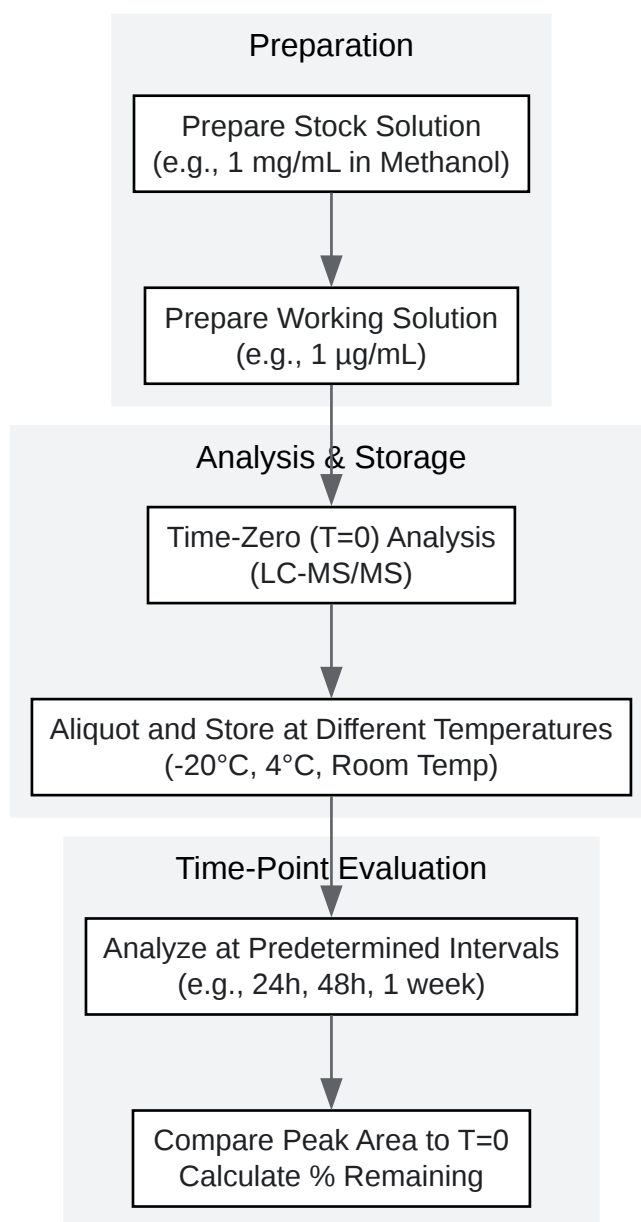 Preparation
Prepare Stock Solution
(e.g., 1 mg/mL in Methanol)
Prepare Working Solution
(e.g., 1 µg/mL)
Analysis & Storage
Time-Zero (T=0) Analysis
(LC-MS/MS)
Aliquot and Store at Different Temperatures
(-20°C, 4°C, Room Temp)
Time-Point Evaluation
Analyze at Predetermined Intervals
(e.g., 24h, 48h, 1 week)
Compare Peak Area to T=0
Calculate % Remaining